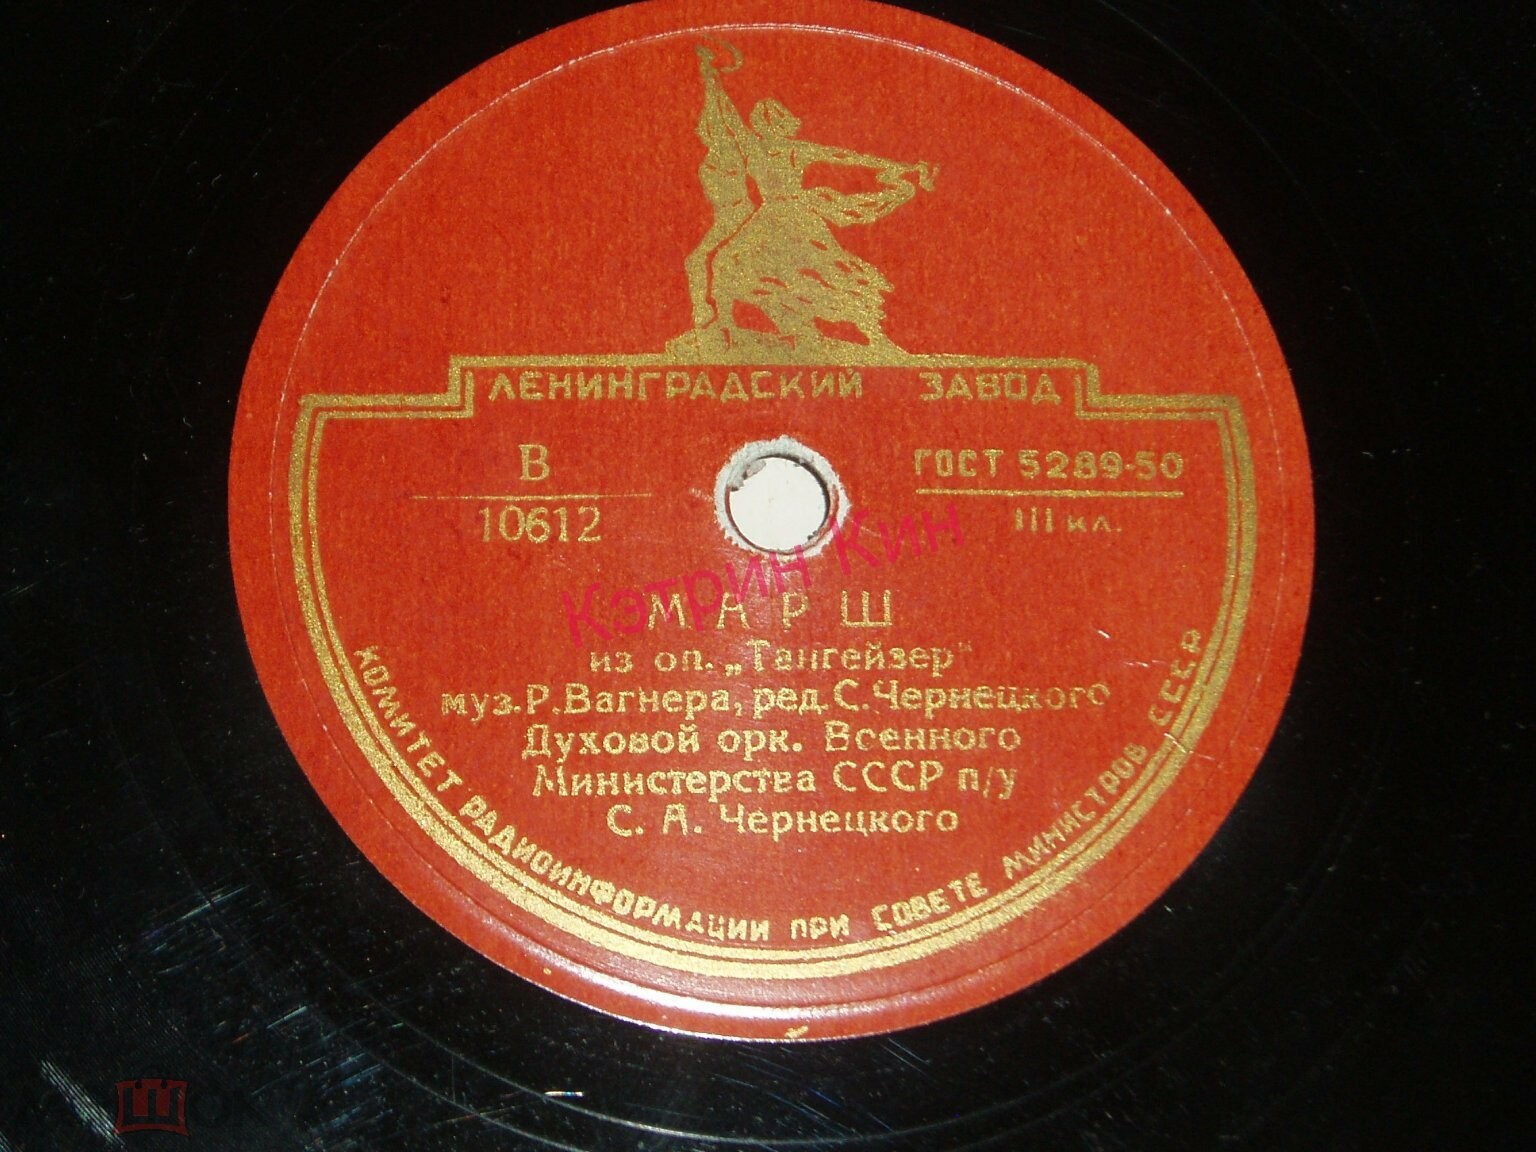 ЛЕНИНГРАДСКИЙ ЗАВОД
В
10612
ГОСТ 5289-50
III кл.
Кэтрин Кин
МАРШ
из оп. „Тангейзер"
муз. Р. Вагнера, ред. С. Чернецкого
Духовой орк. Военного
Министерства СССР п/у
С. А. Чернецкого
КОМИТЕТ РАДИОИНФОРМАЦИИ ПРИ СОВЕТЕ МИНИСТРОВ СССР